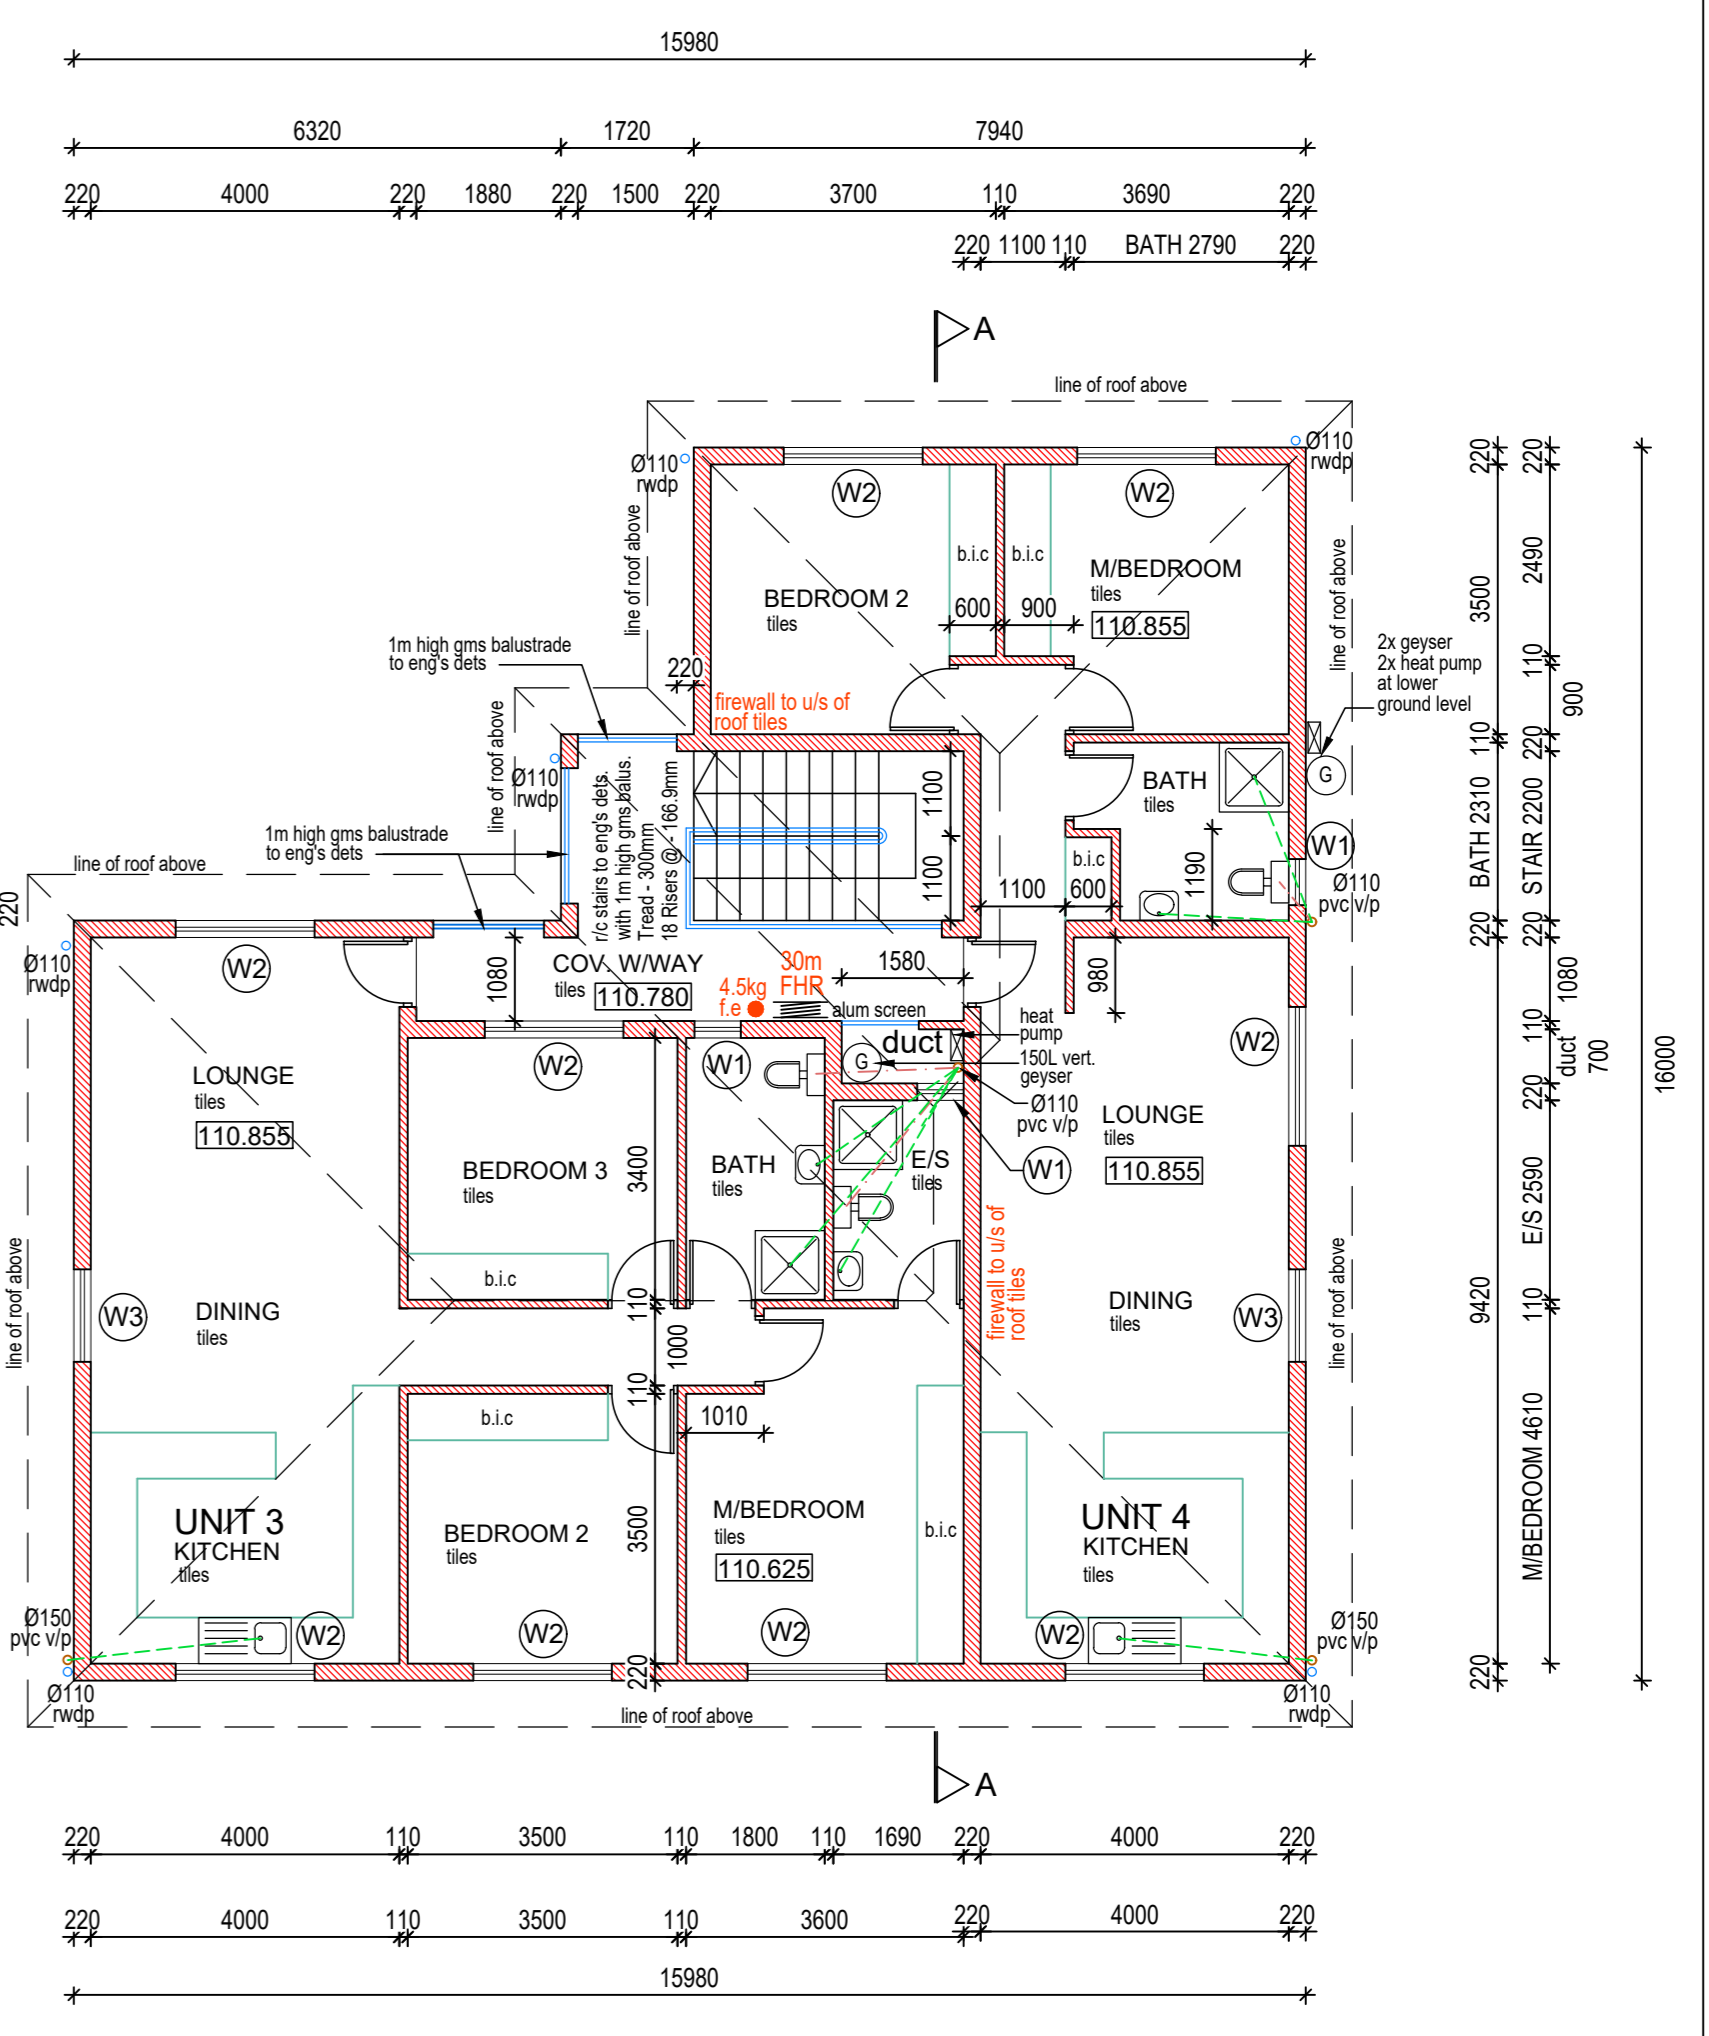 15980
6320 1720 7940
220 4000 220 1880 220 1500 220 3700 110 3690 220
220 1100 110 BATH 2790 220
A
line of roof above
Ø110
rwdp
Ø110
rwdp
W2
W2
line of roof above
line of roof above
b.i.c
b.i.c
M/BEDROOM
tiles
110.855
BEDROOM 2
tiles
600
900
220
firewall to u/s of
roof tiles
1m high gms balustrade
to eng's dets
2x geyser
2x heat pump
at lower
ground level
G
line of roof above
Ø110
rwdp
r/c stairs to eng's dets.
with 1m high gms balus.
Tread - 300mm
18 Risers @ - 166.9mm
1100
1100
BATH
tiles
W1
1m high gms balustrade
to eng's dets
line of roof above
220
b.i.c
1190
1100
600
Ø110
pvc v/p
Ø110
rwdp
W2
1080
COV. W/WAY
tiles
110.780
30m
FHR
4.5kg
f.e
1580
alum screen
980
heat
pump
duct
G
150L vert.
geyser
Ø110
pvc v/p
W2
W2
W1
W1
LOUNGE
tiles
110.855
LOUNGE
tiles
110.855
BEDROOM 3
tiles
3400
BATH
tiles
E/S
tiles
firewall to u/s of
roof tiles
b.i.c
line of roof above
line of roof above
W3
DINING
tiles
DINING
tiles
W3
110
1000
110
b.i.c
1010
UNIT 3
KITCHEN
tiles
BEDROOM 2
tiles
3500
M/BEDROOM
tiles
110.625
b.i.c
UNIT 4
KITCHEN
tiles
Ø150
pvc v/p
W2
W2
W2
W2
Ø150
pvc v/p
220
Ø110
rwdp
Ø110
rwdp
line of roof above
A
220 3500 110 BATH 2310 220 9420 220
220 2490 110 900 220 STAIR 2200 220 1080 110 duct 700 220 E/S 2590 110 M/BEDROOM 4610
16000
220 4000 110 3500 110 1800 110 1690 220 4000 220
220 4000 110 3500 110 3600 220 4000 220
15980